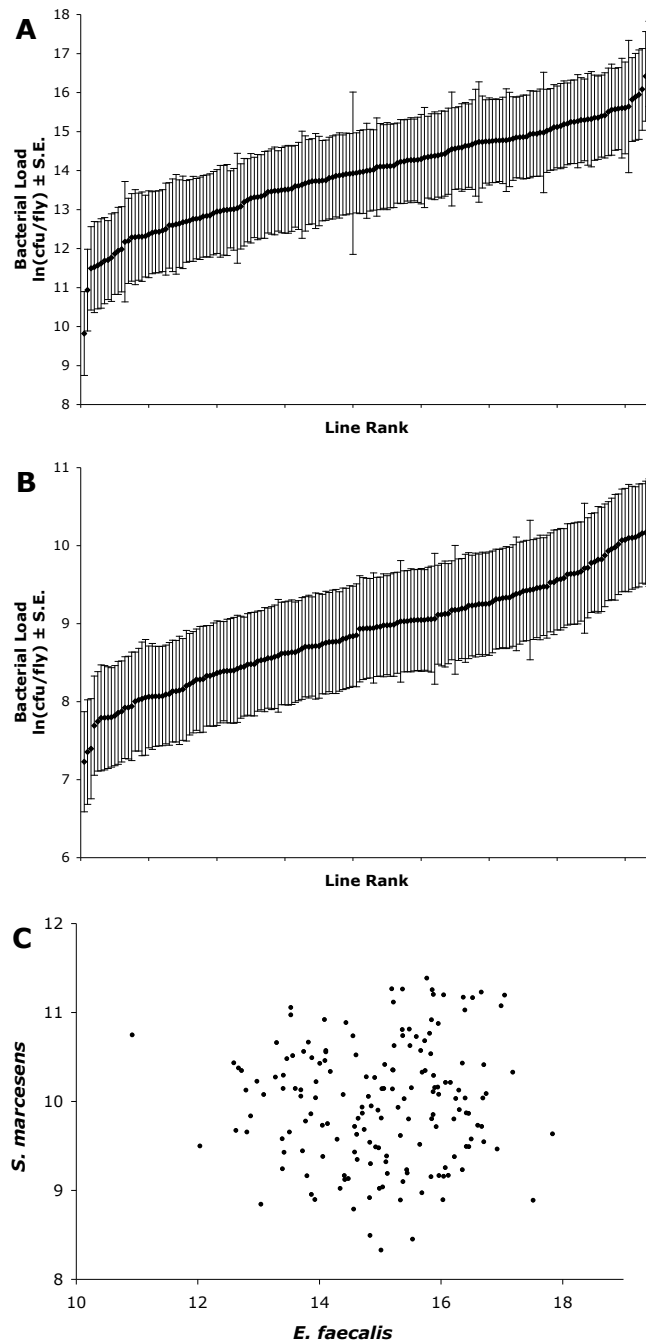 A
18
17
16
15
14
13
12
11
10
9
8
Bacterial Load
ln(cfu/fly) ± S.E.
Line Rank
B
11
10
9
8
7
6
Bacterial Load
ln(cfu/fly) ± S.E.
Line Rank
C
12
11
10
9
8
S. marcesens
10 12 14 16 18
E. faecalis